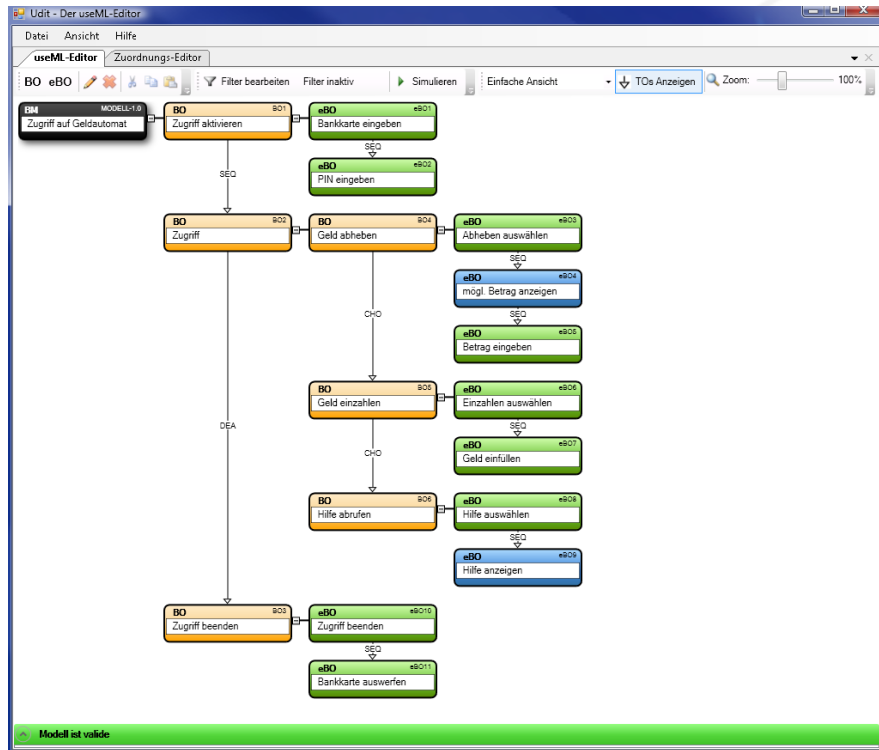 Udit - Der useML-Editor
Datei Ansicht Hilfe
useML-Editor Zuordnungs-Editor
BO eBO Filter bearbeiten Filter inaktiv Simulieren Einfache Ansicht TOs Anzeigen Zoom: 100%
BM MODELL-1.0
Zugriff auf Geldautomat
BO BO1
Zugriff aktivieren
eBO eBO1
Bankkarte eingeben
SEQ
eBO eBO2
PIN eingeben
SEQ
BO BO2
Zugriff
BO BO4
Geld abheben
eBO eBO3
Abheben auswählen
SEQ
eBO eBO4
mögl. Betrag anzeigen
SEQ
eBO eBO5
Betrag eingeben
CHO
BO BO5
Geld einzahlen
eBO eBO6
Einzahlen auswählen
SEQ
eBO eBO7
Geld einfüllen
CHO
BO BO6
Hilfe abrufen
eBO eBO8
Hilfe auswählen
SEQ
eBO eBO9
Hilfe anzeigen
DEA
BO BO3
Zugriff beenden
eBO eBO10
Zugriff beenden
SEQ
eBO eBO11
Bankkarte auswerfen
Modell ist valide